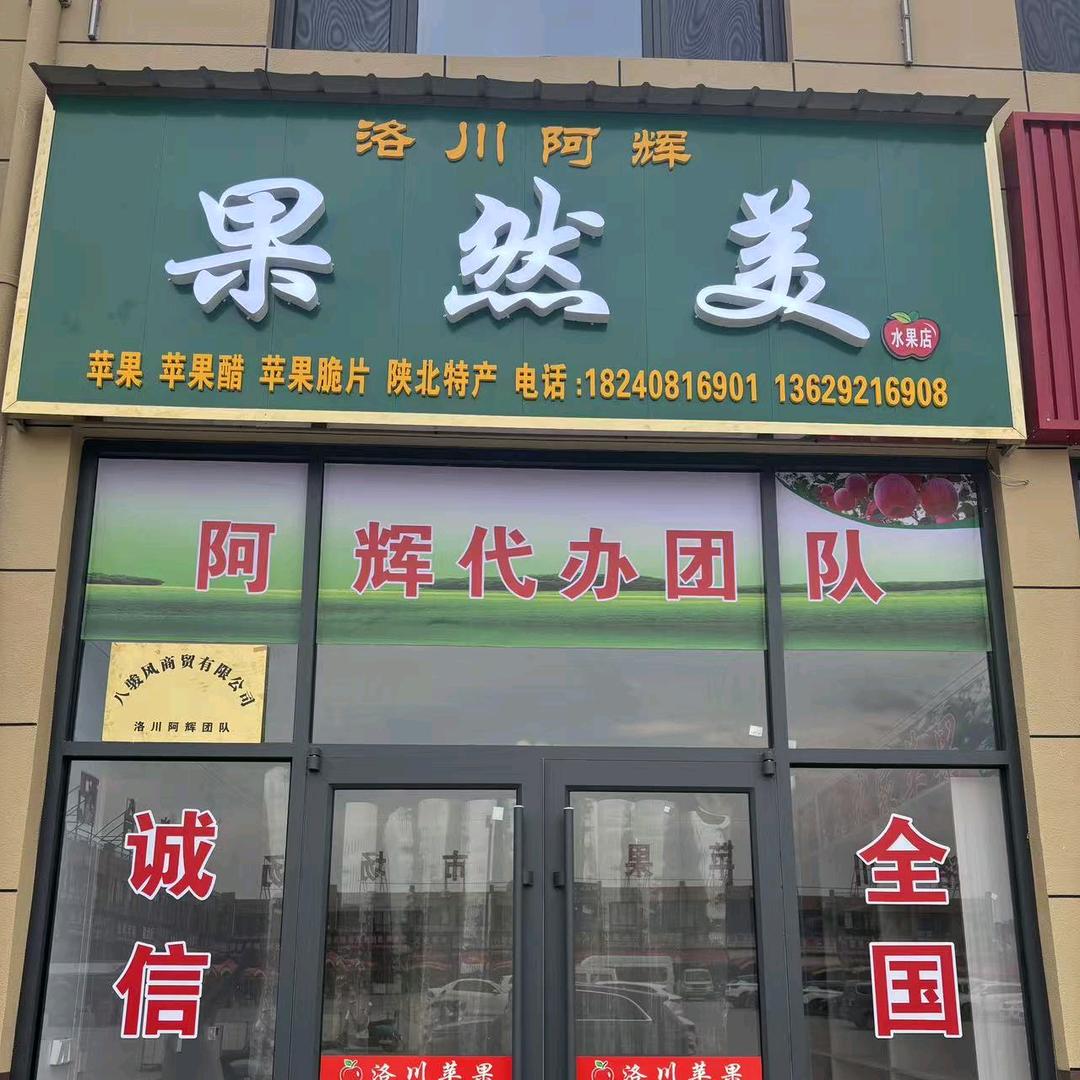 洛川阿辉
果然美
水果店
苹果 苹果醋 苹果脆片 陕北特产 电话:18240816901 13629216908
阿辉代办团队
八骏风商贸有限公司
洛川阿辉团队
诚信
全国
洛川苹果
洛川苹果